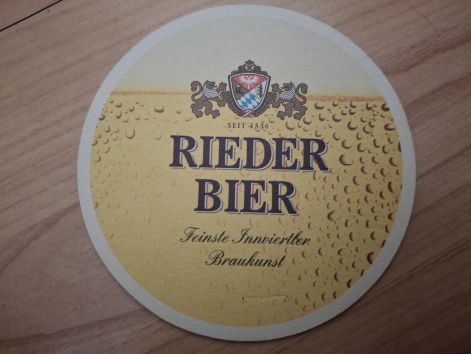 SEIT 1536
RIEDER
BIER
Feinste Innviertler
Braukunst